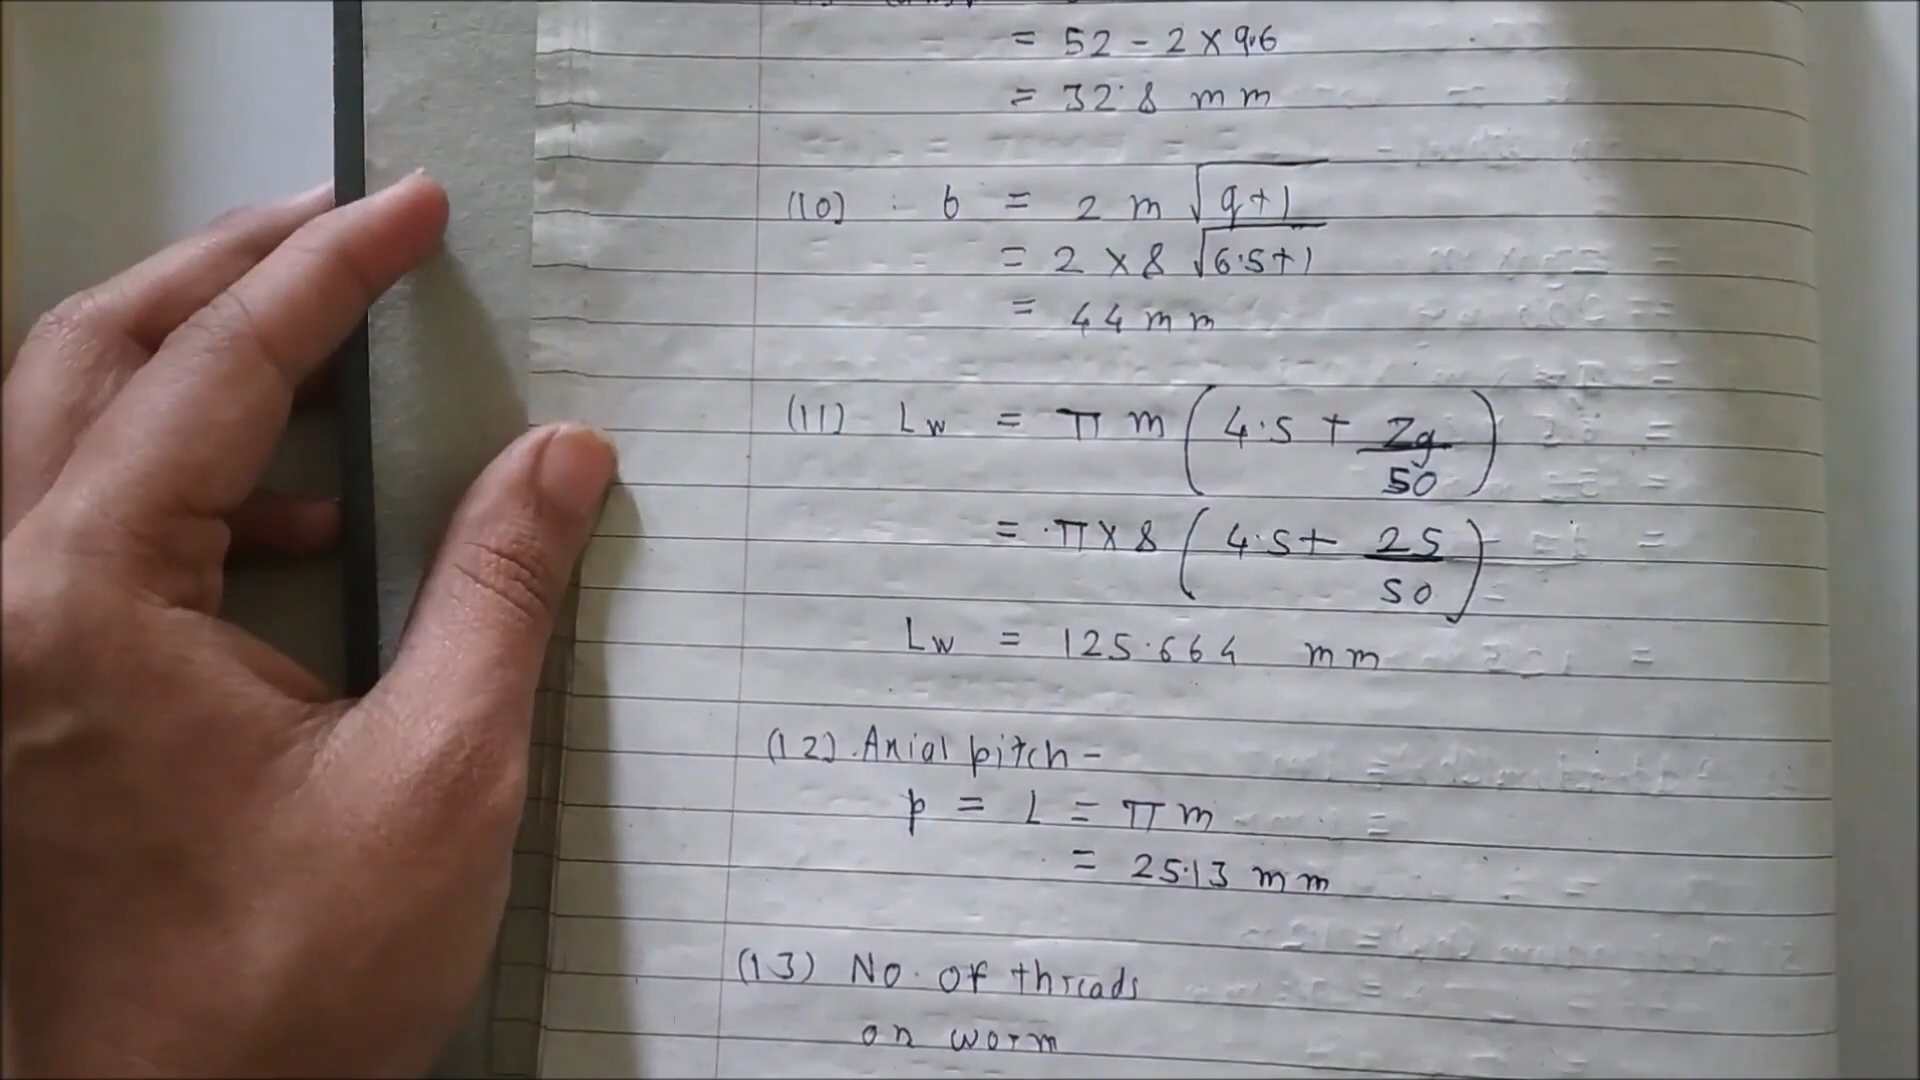 = 52 - 2 × 9.6
= 32.8 mm
(10) b = 2 m √(q+1)
= 2 × 8 √(6.5+1)
= 44 mm
(11) Lw = π m (4.5 + Zg/50)
= π × 8 (4.5 + 25/50)
Lw = 125.664 mm
(12) Axial pitch -
p = L = π m
= 25.13 mm
(13) No. of threads
on worm